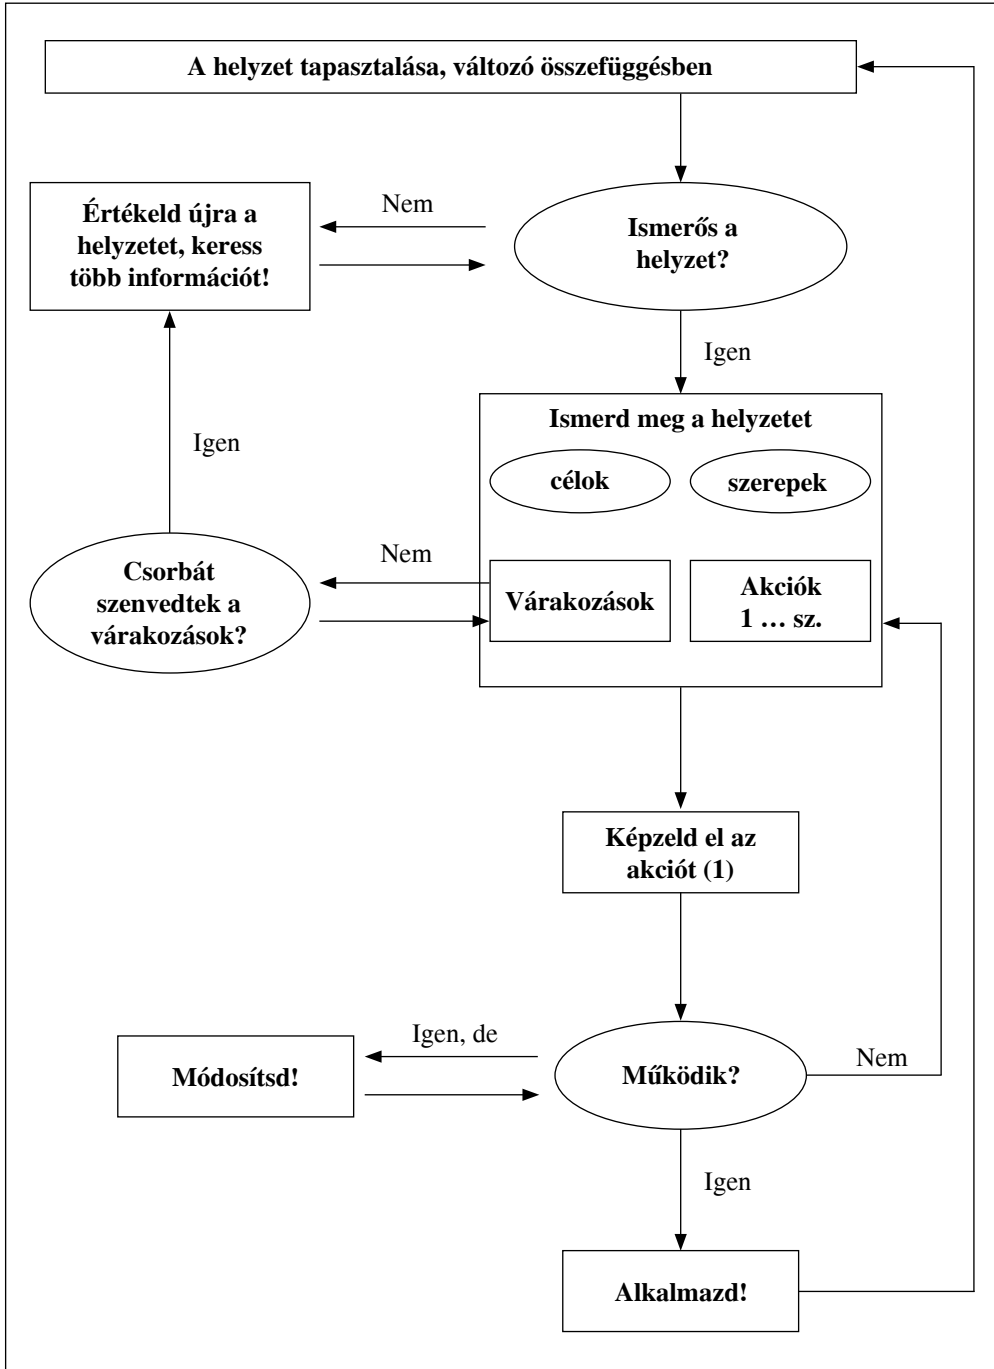 A helyzet tapasztalása, változó összefüggésben
Értékeld újra a
helyzetet, keress
több információt!
Nem
Ismerős a
helyzet?
Igen
Ismerd meg a helyzetet
célok
szerepek
Igen
Csorbát
szenvedtek a
várakozások?
Nem
Várakozások
Akciók
1 … sz.
Képzeld el az
akciót (1)
Módosítsd!
Igen, de
Működik?
Nem
Igen
Alkalmazd!